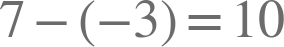 7 − (−3) = 10